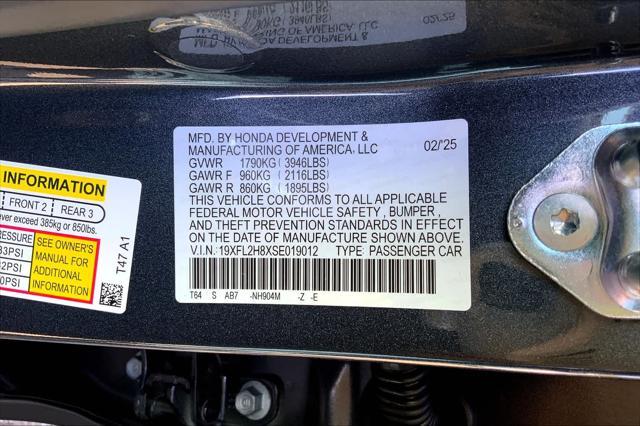 MFD. BY HONDA DEVELOPMENT &
MANUFACTURING OF AMERICA, LLC 02/'25
GVWR 1790KG ( 3946LBS)
GAWR F 960KG ( 2116LBS)
GAWR R 860KG ( 1895LBS)
THIS VEHICLE CONFORMS TO ALL APPLICABLE
FEDERAL MOTOR VEHICLE SAFETY , BUMPER ,
AND THEFT PREVENTION STANDARDS IN EFFECT
ON THE DATE OF MANUFACTURE SHOWN ABOVE.
V.I.N. :19XFL2H8XSE019012 TYPE: PASSENGER CAR
T64 S AB7 -NH904M -Z -E
INFORMATION
FRONT 2 REAR 3
exceed 385kg or 850lbs.
SEE OWNER'S
MANUAL FOR
ADDITIONAL
INFORMATION
T47 A1